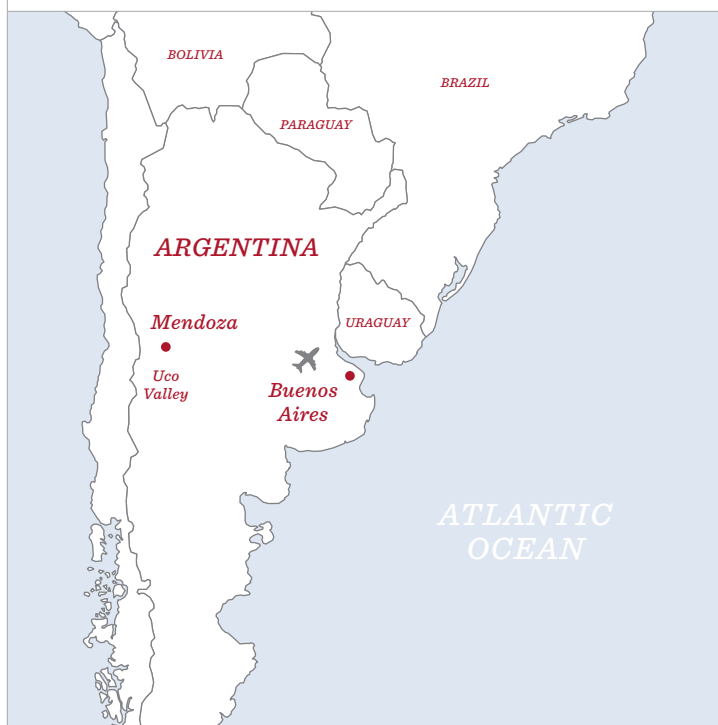 BOLIVIA
BRAZIL
PARAGUAY
ARGENTINA
Mendoza
URAGUAY
Uco
Valley
Buenos
Aires
ATLANTIC
OCEAN